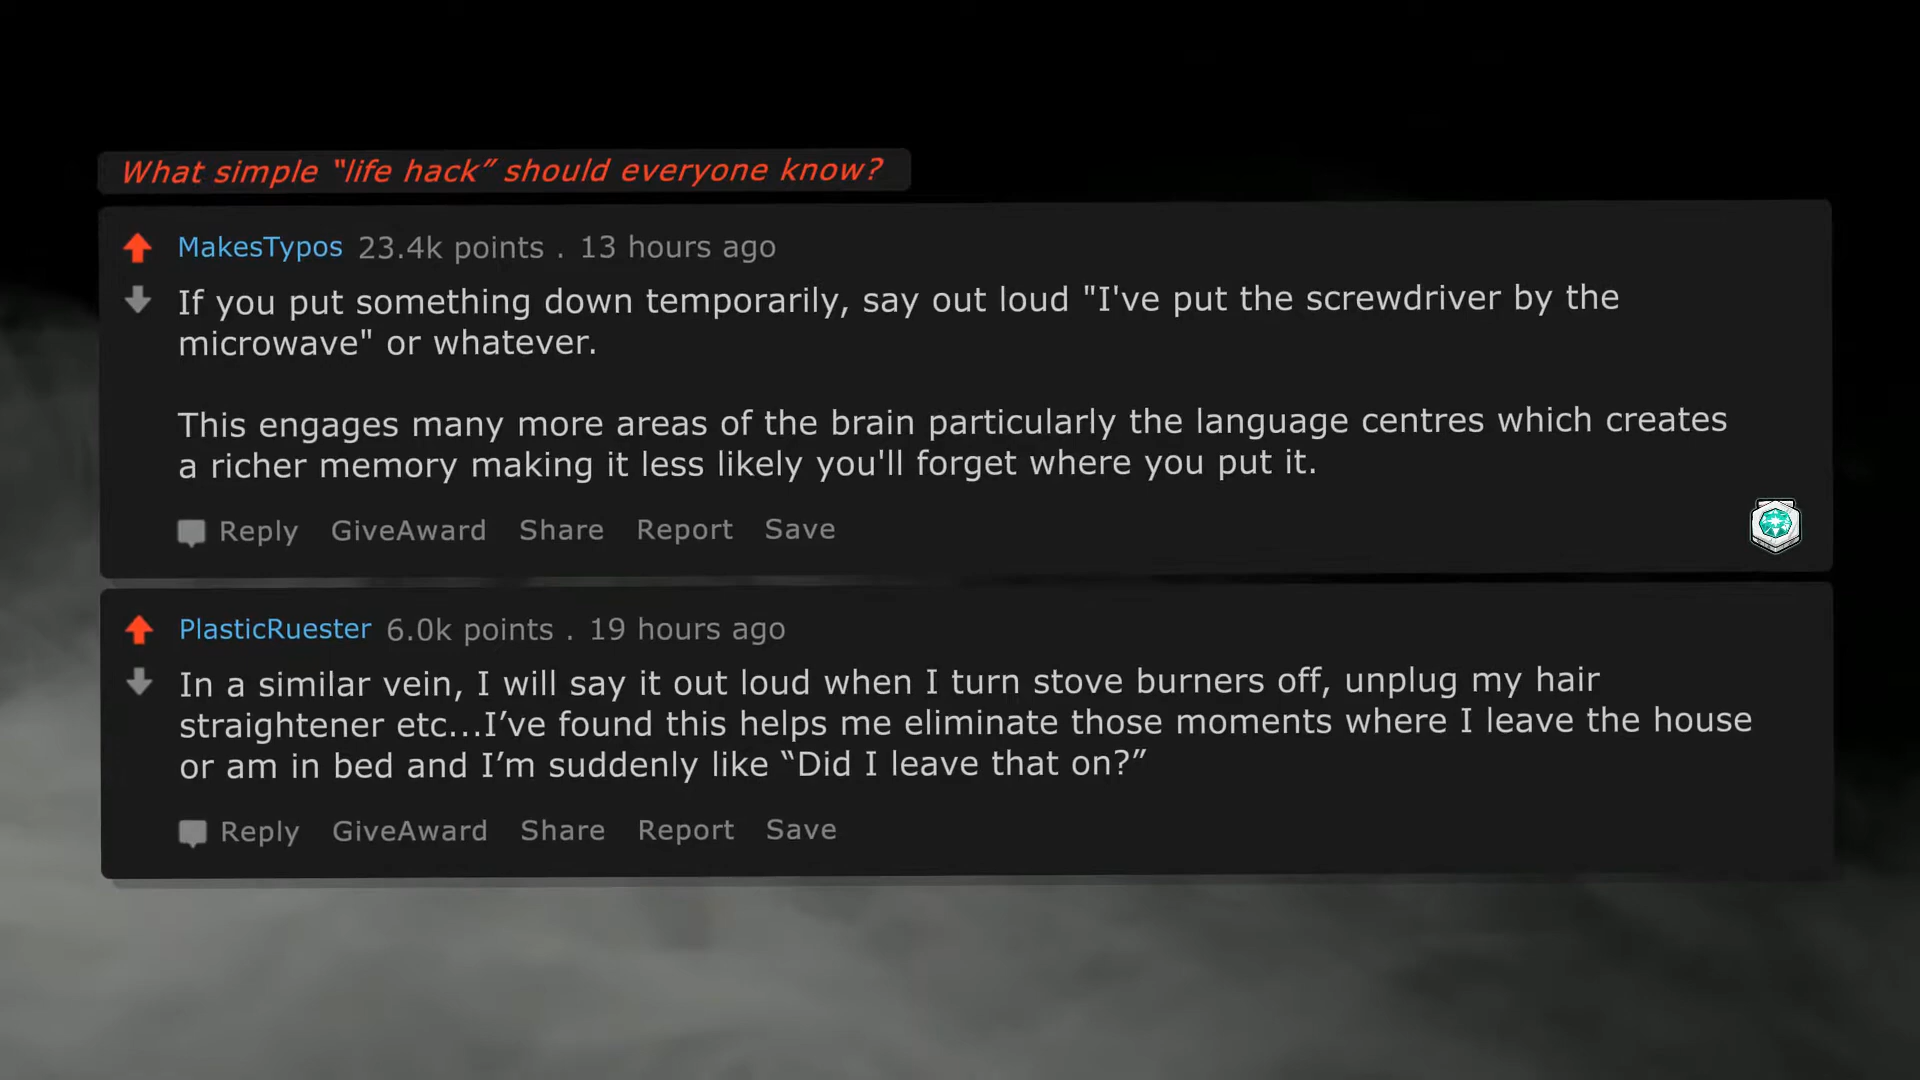 What simple “life hack” should everyone know?
MakesTypos 23.4k points . 13 hours ago
If you put something down temporarily, say out loud "I've put the screwdriver by the
microwave" or whatever.
This engages many more areas of the brain particularly the language centres which creates
a richer memory making it less likely you'll forget where you put it.
Reply GiveAward Share Report Save
PlasticRuester 6.0k points . 19 hours ago
In a similar vein, I will say it out loud when I turn stove burners off, unplug my hair
straightener etc...I’ve found this helps me eliminate those moments where I leave the house
or am in bed and I’m suddenly like “Did I leave that on?”
Reply GiveAward Share Report Save